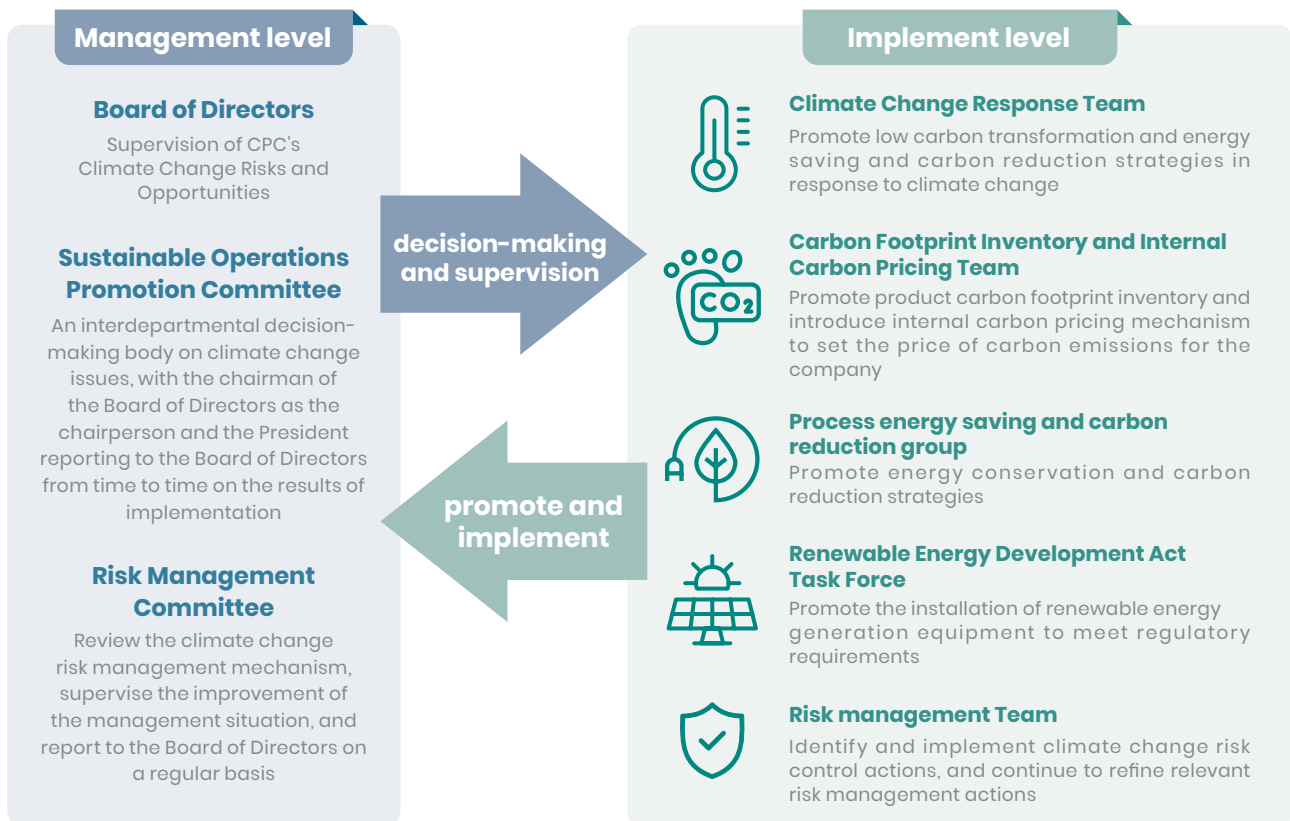 Management level
Board of Directors
Supervision of CPC's
Climate Change Risks and
Opportunities
Sustainable Operations
Promotion Committee
An interdepartmental decision-
making body on climate change
issues, with the chairman of
the Board of Directors as the
chairperson and the President
reporting to the Board of Directors
from time to time on the results of
implementation
Risk Management
Committee
Review the climate change
risk management mechanism,
supervise the improvement of
the management situation, and
report to the Board of Directors on
a regular basis
decision-making
and supervision
promote and
implement
Implement level
Climate Change Response Team
Promote low carbon transformation and energy
saving and carbon reduction strategies in
response to climate change
CO2
Carbon Footprint Inventory and Internal
Carbon Pricing Team
Promote product carbon footprint inventory and
introduce internal carbon pricing mechanism
to set the price of carbon emissions for the
company
Process energy saving and carbon
reduction group
Promote energy conservation and carbon
reduction strategies
Renewable Energy Development Act
Task Force
Promote the installation of renewable energy
generation equipment to meet regulatory
requirements
Risk management Team
Identify and implement climate change risk
control actions, and continue to refine relevant
risk management actions